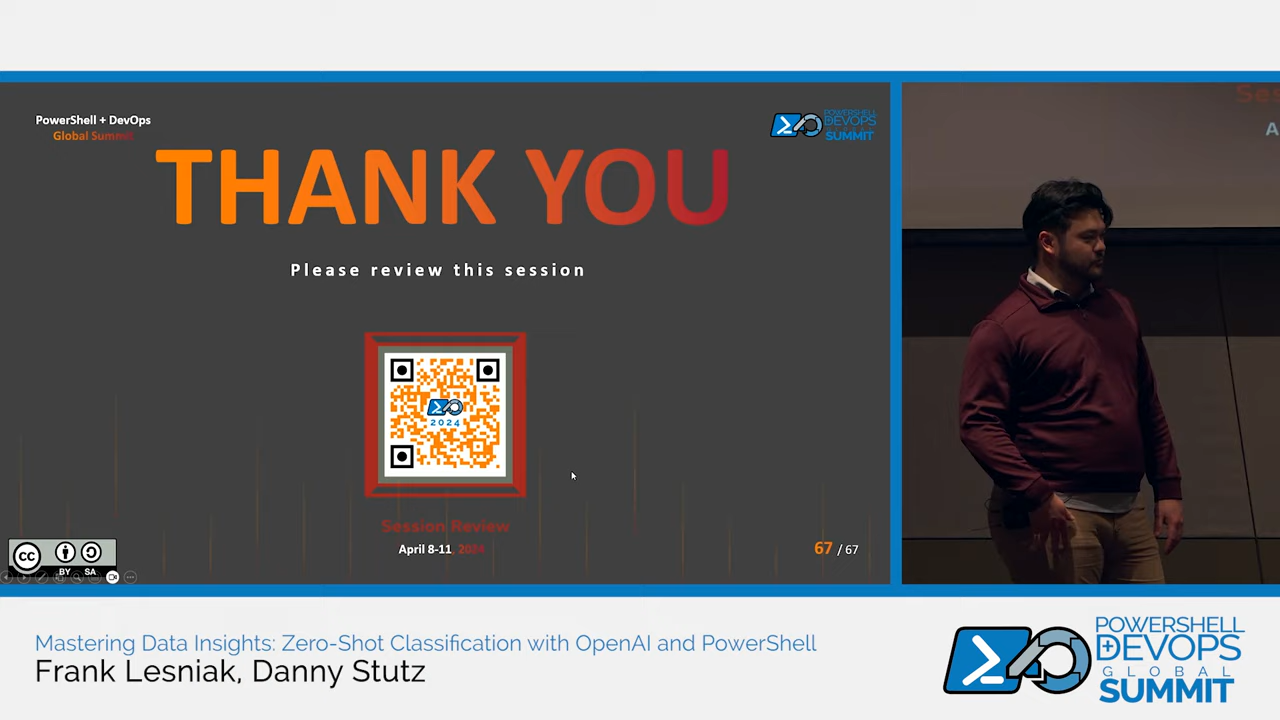 PowerShell + DevOps
Global Summit
POWERSHELL
DEVOPS
SUMMIT
THANK YOU
Please review this session
2024
Session Review
April 8-11, 2024
67 / 67
CC
BY SA
Ses
A
Mastering Data Insights: Zero-Shot Classification with OpenAI and PowerShell
Frank Lesniak, Danny Stutz
POWERSHELL
+DEVOPS
GLOBAL
SUMMIT